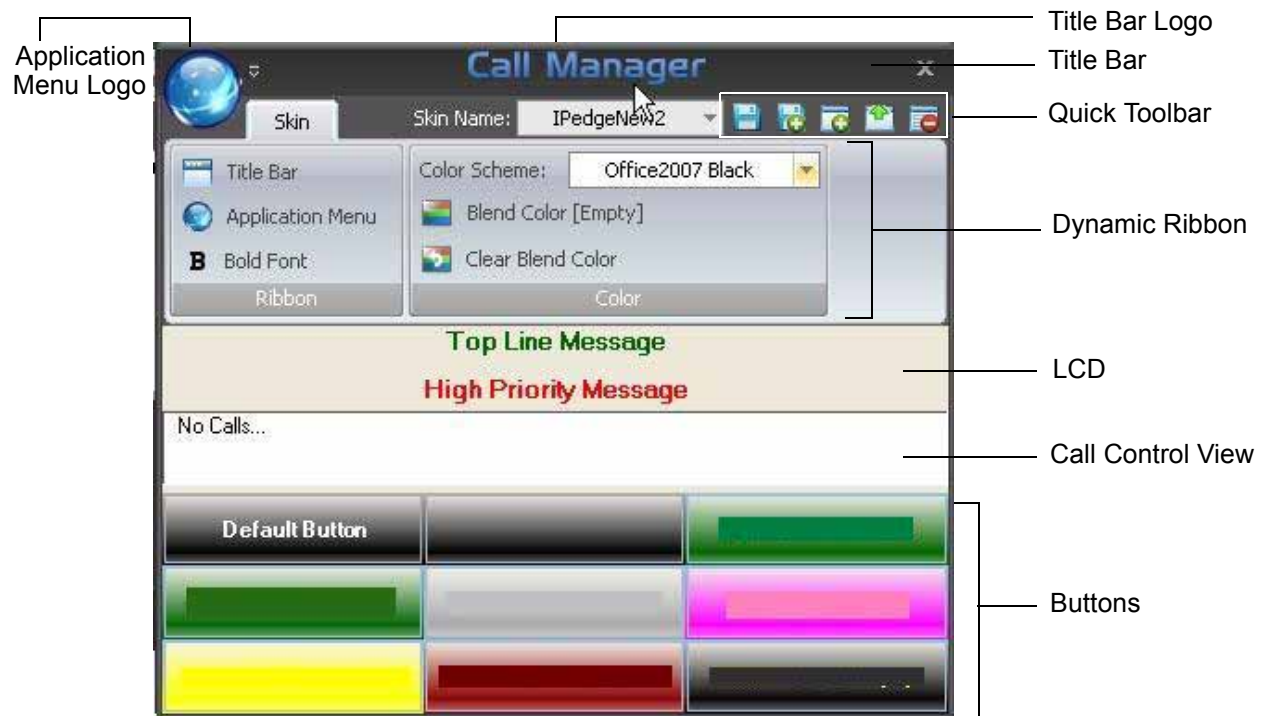 Title Bar Logo
Application
Menu Logo
Call Manager
x
Title Bar
Skin
Skin Name:
IPedgeNew2
Quick Toolbar
Title Bar
Application Menu
B Bold Font
Ribbon
Color Scheme:
Office2007 Black
Blend Color [Empty]
Clear Blend Color
Color
Dynamic Ribbon
Top Line Message
High Priority Message
LCD
No Calls...
Call Control View
Default Button
Buttons